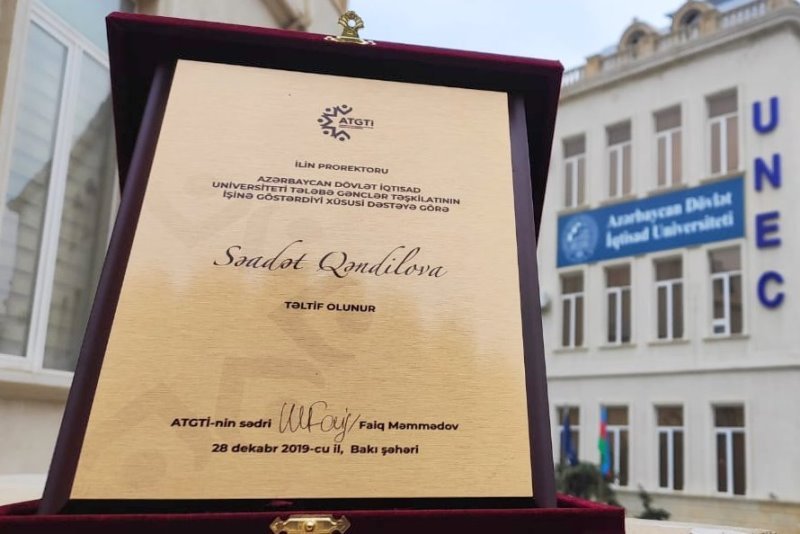 ATGTI
İLİN PROREKTORU
AZƏRBAYCAN DÖVLƏT İQTİSAD
UNİVERSİTETİ TƏLƏBƏ GƏNCLƏR TƏŞKİLATININ
İŞİNƏ GÖSTƏRDİYİ XÜSUSİ DƏSTƏYƏ GÖRƏ
Səadət Qəndilova
TƏLTİF OLUNUR
ATGTİ-nin sədri
Faiq Məmmədov
28 dekabr 2019-cu il, Bakı şəhəri
Azərbaycan Dövlət
İqtisad Universiteti
UNEC